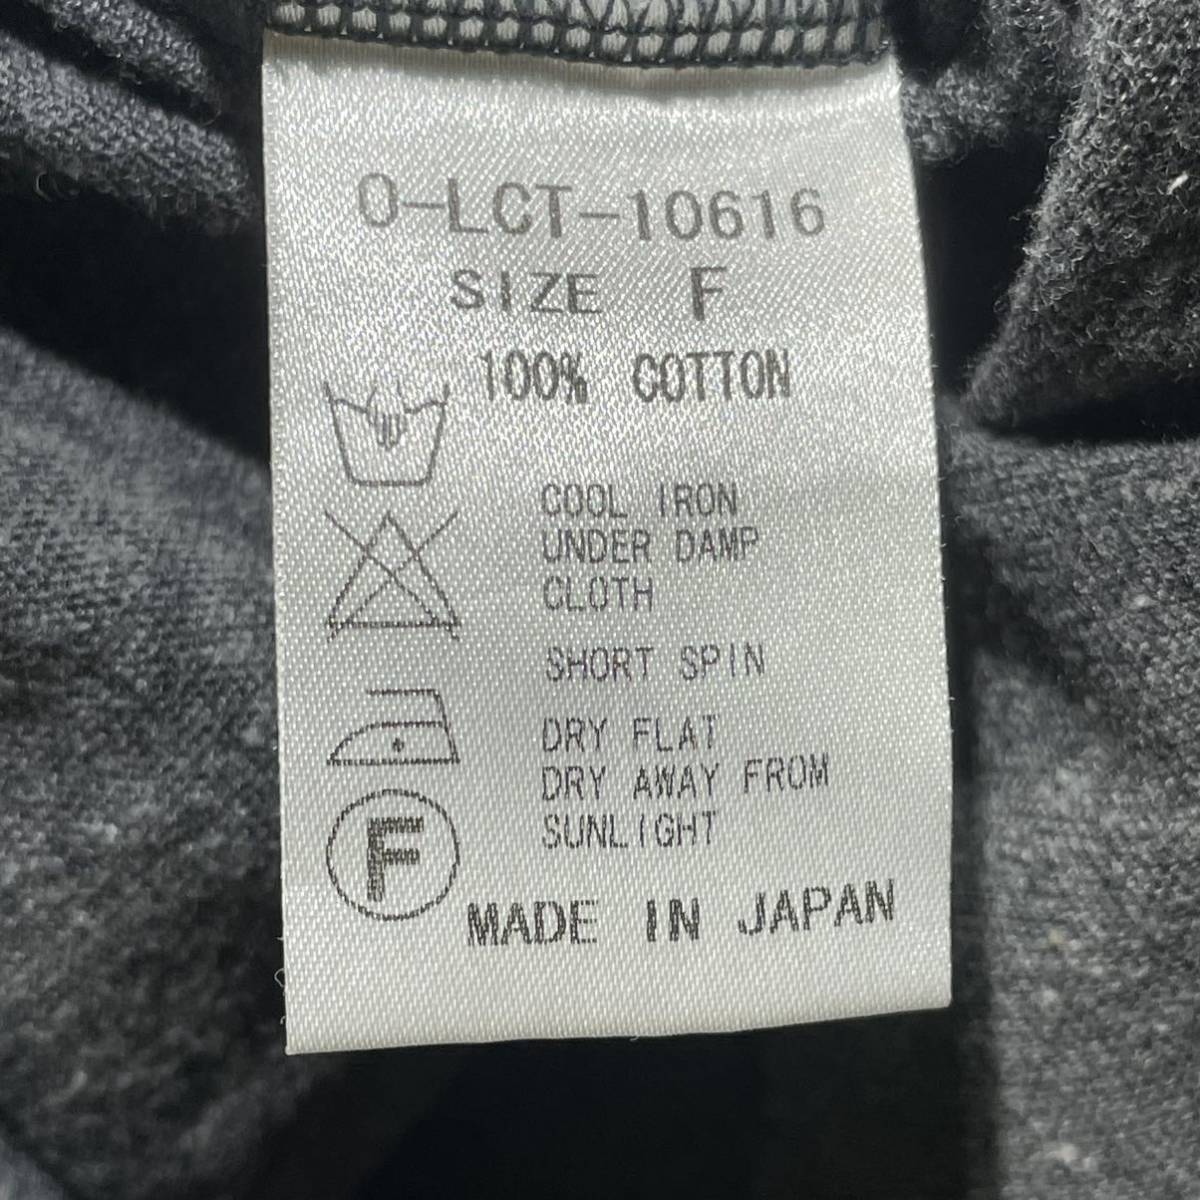 O-LCT-10616
SIZE F
100% COTTON
COOL IRON
UNDER DAMP
CLOTH
SHORT SPIN
DRY FLAT
DRY AWAY FROM
SUNLIGHT
F
MADE IN JAPAN